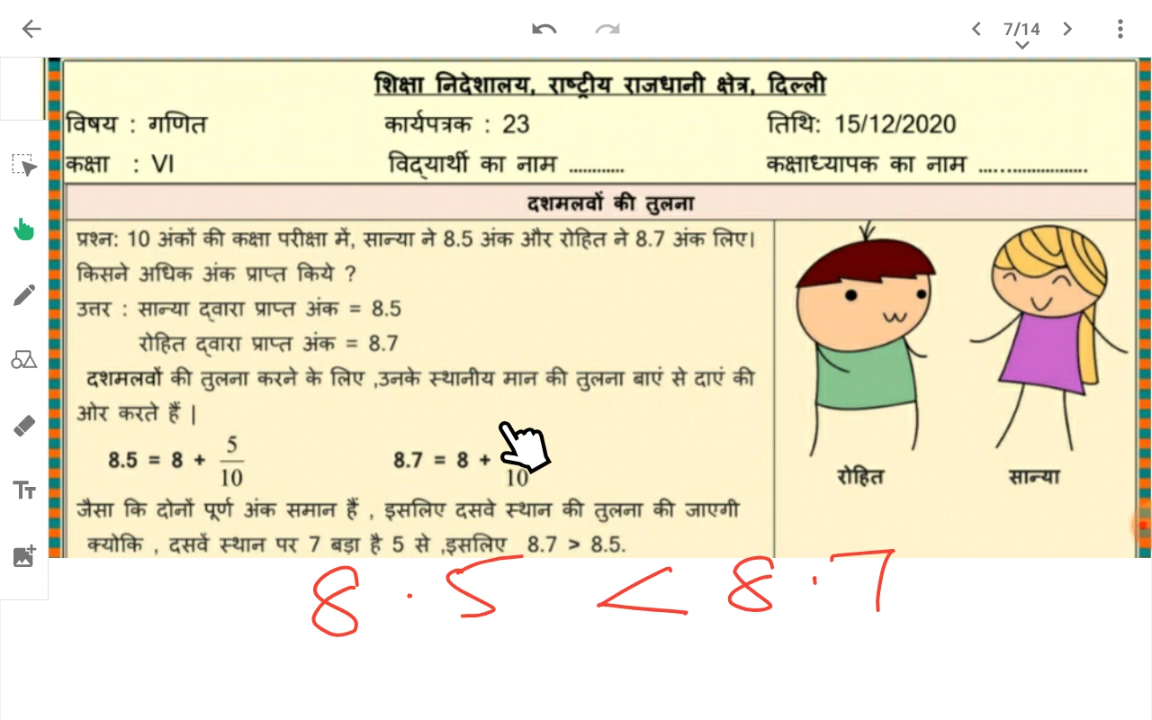 7/14
शिक्षा निदेशालय, राष्ट्रीय राजधानी क्षेत्र, दिल्ली
विषय : गणित कार्यपत्रक : 23 तिथि: 15/12/2020
कक्षा : VI विद्यार्थी का नाम ............ कक्षाध्यापक का नाम ........................
दशमलवों की तुलना
प्रश्न: 10 अंकों की कक्षा परीक्षा में, सान्या ने 8.5 अंक और रोहित ने 8.7 अंक लिए।
किसने अधिक अंक प्राप्त किये ?
उत्तर : सान्या द्वारा प्राप्त अंक = 8.5
रोहित द्वारा प्राप्त अंक = 8.7
दशमलवों की तुलना करने के लिए ,उनके स्थानीय मान की तुलना बाएं से दाएं की
ओर करते हैं |
8.5 = 8 + 5/10 8.7 = 8 + /10
रोहित सान्या
जैसा कि दोनों पूर्ण अंक समान हैं , इसलिए दसवे स्थान की तुलना की जाएगी
क्योकि , दसवें स्थान पर 7 बड़ा है 5 से ,इसलिए 8.7 > 8.5.
8.5 < 8.7
Tт